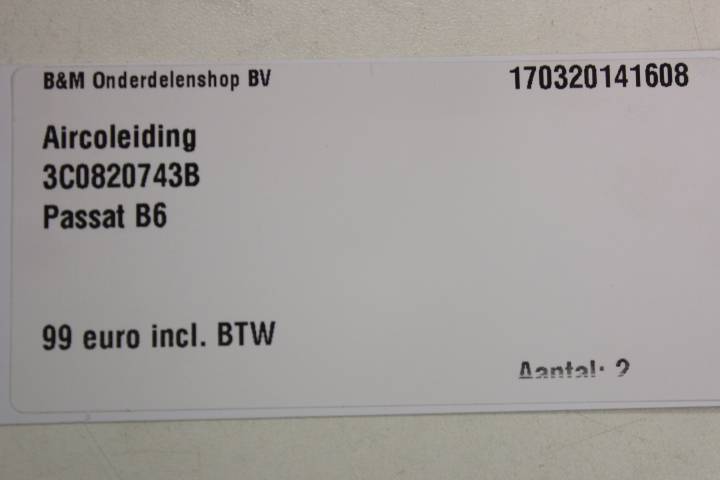 B&M Onderdelenshop BV 170320141608
Aircoleiding
3C0820743B
Passat B6
99 euro incl. BTW
Aantal: 2